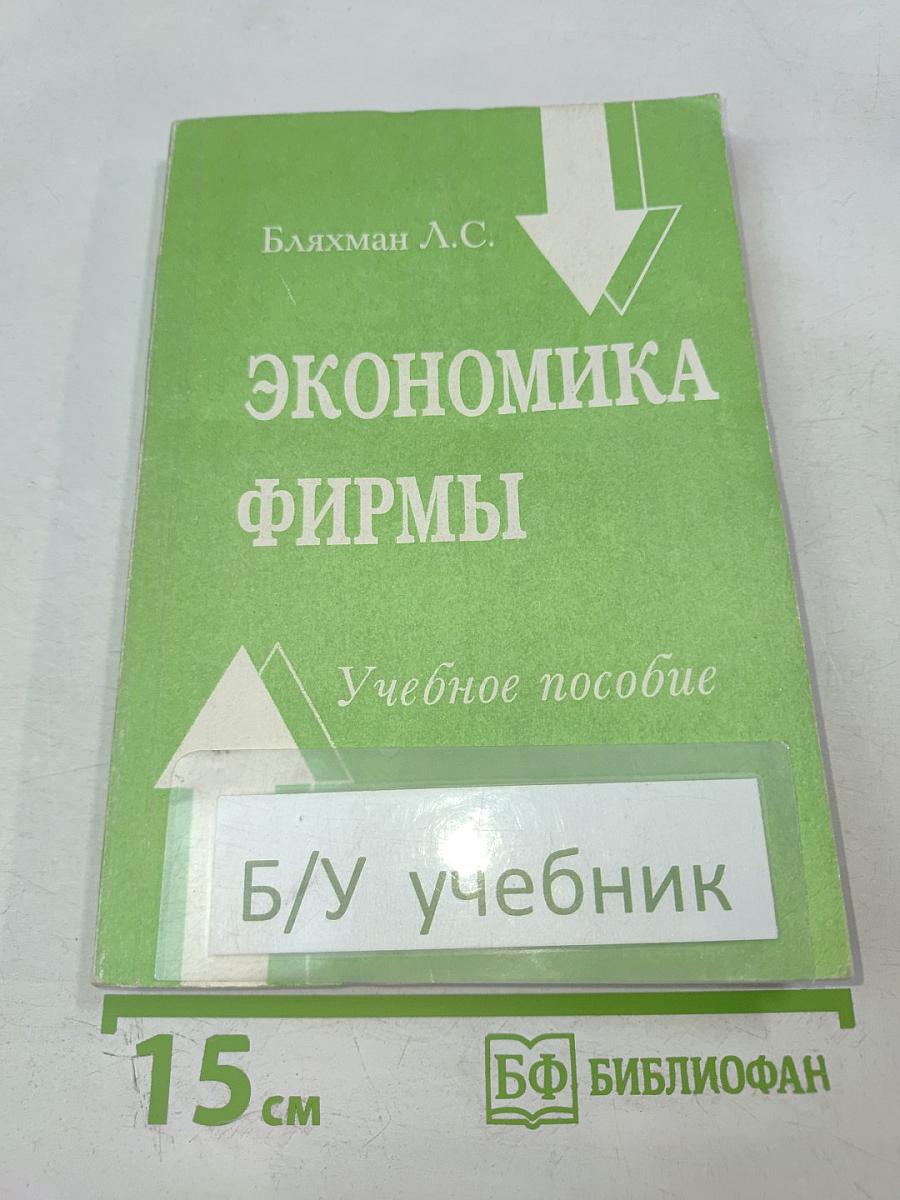 Бляхман Л.С.
ЭКОНОМИКА
ФИРМЫ
Учебное пособие
Б/У учебник
15 см
БФ БИБЛИОФАН